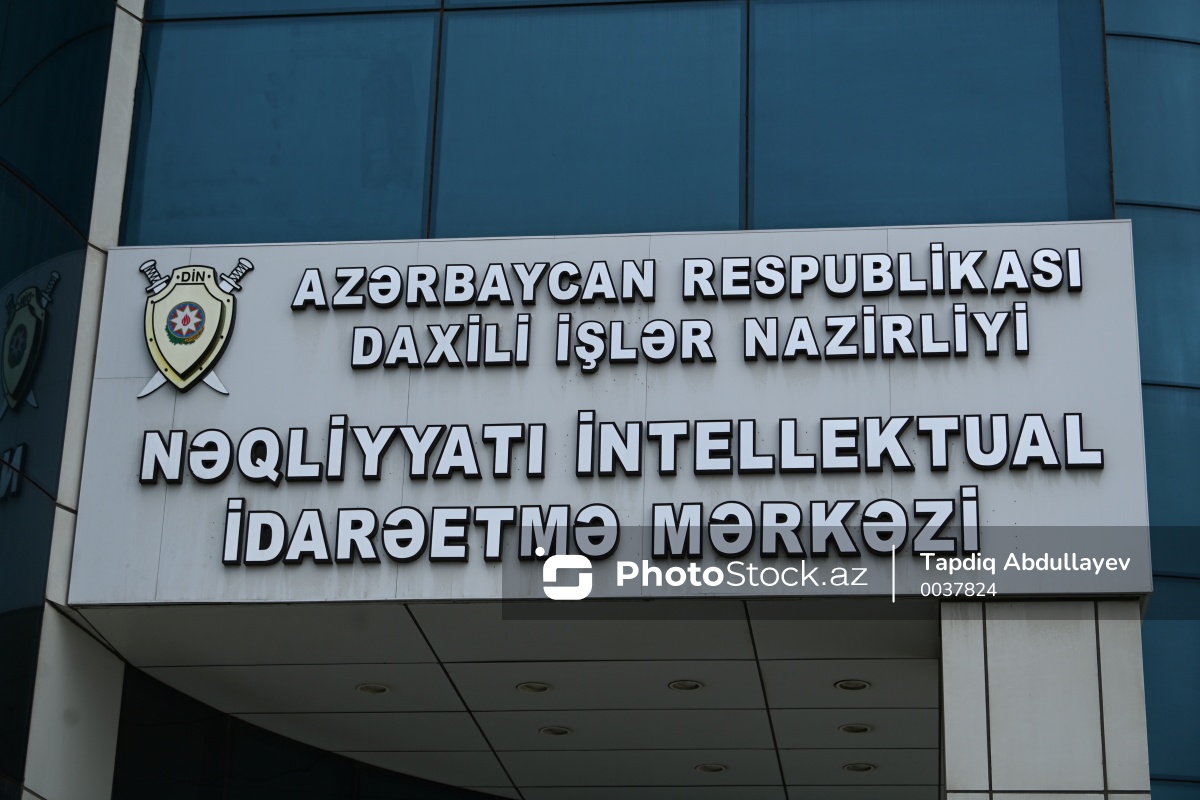 DİN
AZƏRBAYCAN RESPUBLİKASI
DAXİLİ İŞLƏR NAZİRLİYİ
NƏQLİYYATI İNTELLEKTUAL
İDARƏETMƏ MƏRKƏZİ
PhotoStock.az
Tapdiq Abdullayev
0037824